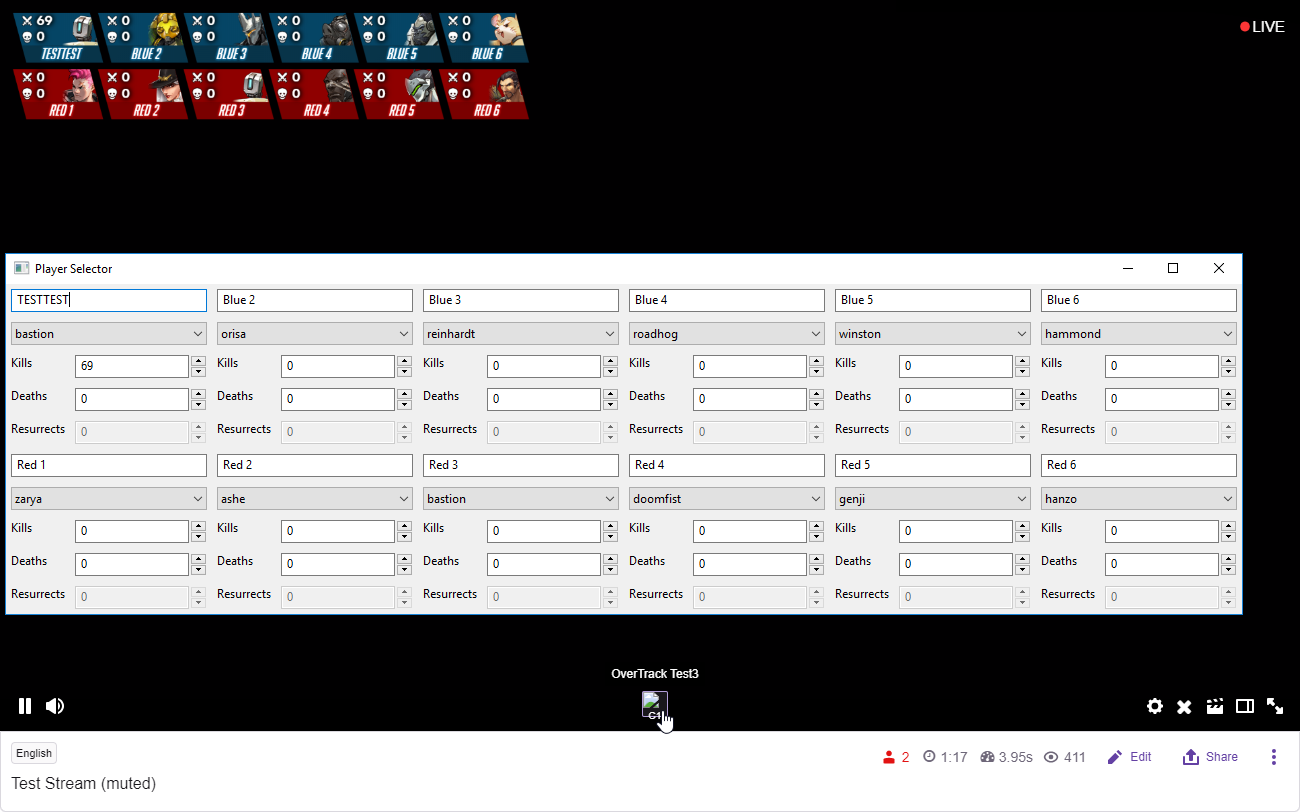 69 0 0 0 0 0
0 0 0 0 0 0
TESTTEST BLUE 2 BLUE 3 BLUE 4 BLUE 5 BLUE 6
0 0 0 0 0 0
0 0 0 0 0 0
RED 1 RED 2 RED 3 RED 4 RED 5 RED 6
LIVE
Player Selector
TESTTEST Blue 2 Blue 3 Blue 4 Blue 5 Blue 6
bastion orisa reinhardt roadhog winston hammond
Kills 69 Kills 0 Kills 0 Kills 0 Kills 0 Kills 0
Deaths 0 Deaths 0 Deaths 0 Deaths 0 Deaths 0 Deaths 0
Resurrects 0 Resurrects 0 Resurrects 0 Resurrects 0 Resurrects 0 Resurrects 0
Red 1 Red 2 Red 3 Red 4 Red 5 Red 6
zarya ashe bastion doomfist genji hanzo
Kills 0 Kills 0 Kills 0 Kills 0 Kills 0 Kills 0
Deaths 0 Deaths 0 Deaths 0 Deaths 0 Deaths 0 Deaths 0
Resurrects 0 Resurrects 0 Resurrects 0 Resurrects 0 Resurrects 0 Resurrects 0
OverTrack Test3
English
2 1:17 3.95s 411 Edit Share
Test Stream (muted)